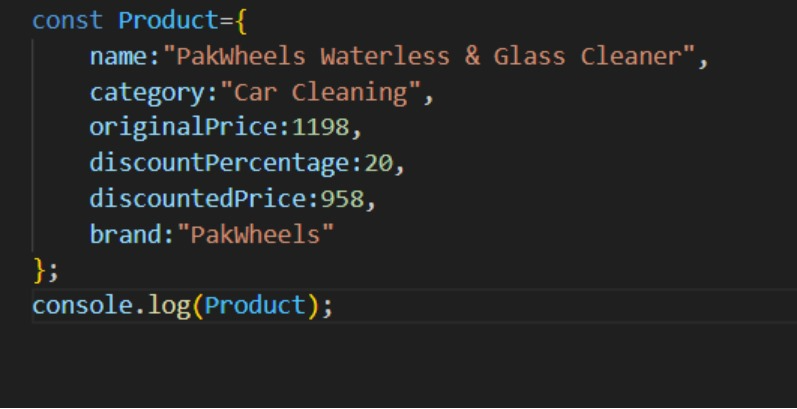 const Product={
    name:"PakWheels Waterless & Glass Cleaner",
    category:"Car Cleaning",
    originalPrice:1198,
    discountPercentage:20,
    discountedPrice:958,
    brand:"PakWheels"
};
console.log(Product);